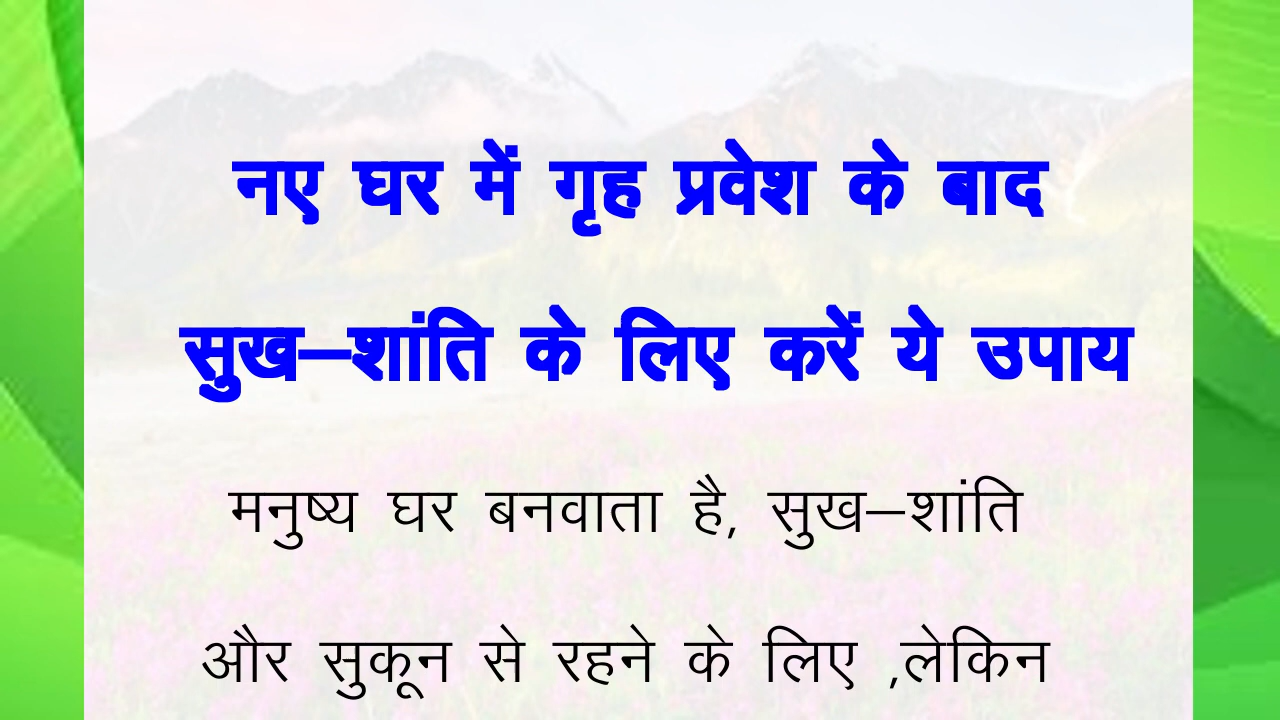 नए घर में गृह प्रवेश के बाद
सुख–शांति के लिए करें ये उपाय
मनुष्य घर बनवाता है, सुख–शांति
और सुकून से रहने के लिए ,लेकिन